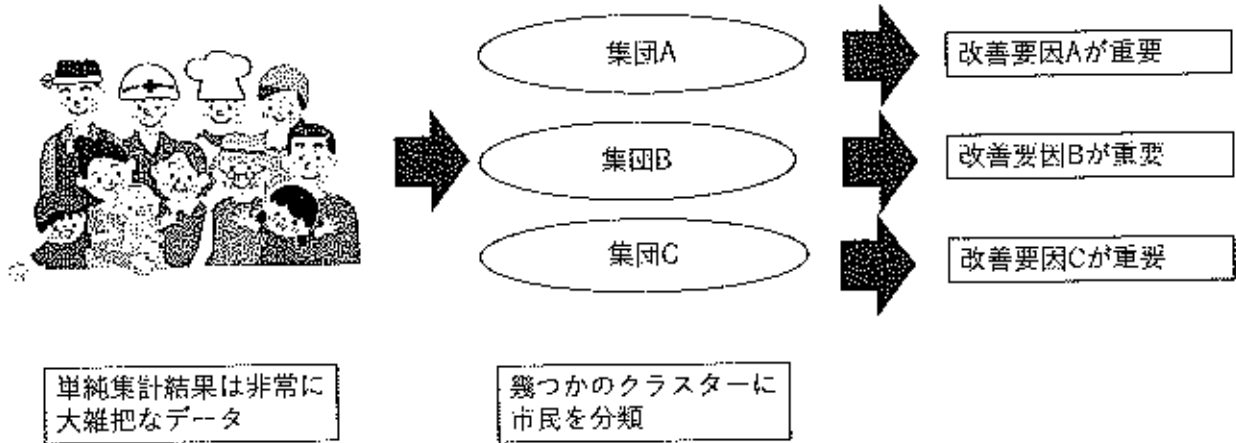 集団A
改善要因Aが重要
集団B
改善要因Bが重要
集団C
改善要因Cが重要
単純集計結果は非常に
大雑把なデータ
幾つかのクラスターに
市民を分類